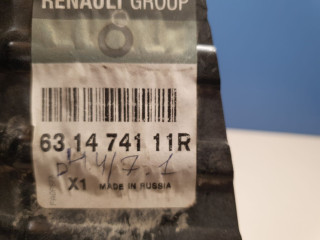 RENAULT GROUP
63 14 741 11R
X1 MADE IN RUSSIA